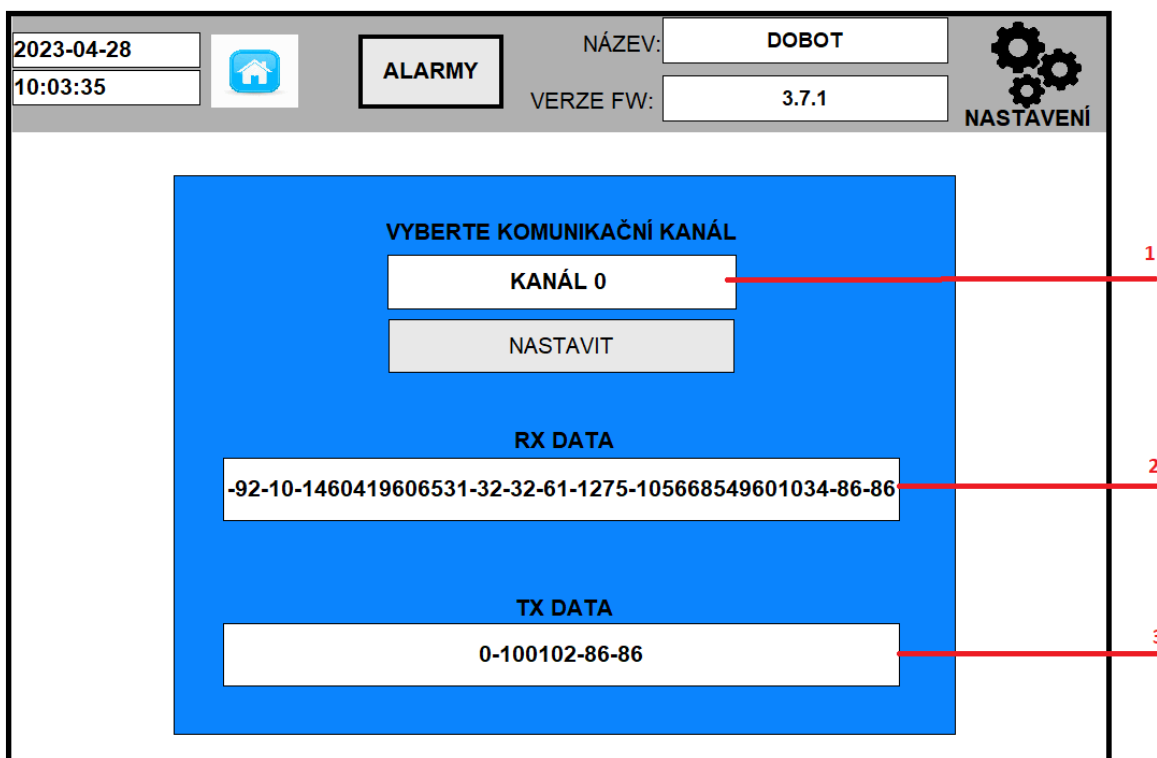 2023-04-28
10:03:35
ALARMY
NÁZEV:
DOBOT
VERZE FW:
3.7.1
NASTAVENÍ
VYBERTE KOMUNIKAČNÍ KANÁL
KANÁL 0
1
NASTAVIT
RX DATA
-92-10-1460419606531-32-32-61-1275-105668549601034-86-86
2
TX DATA
0-100102-86-86
3